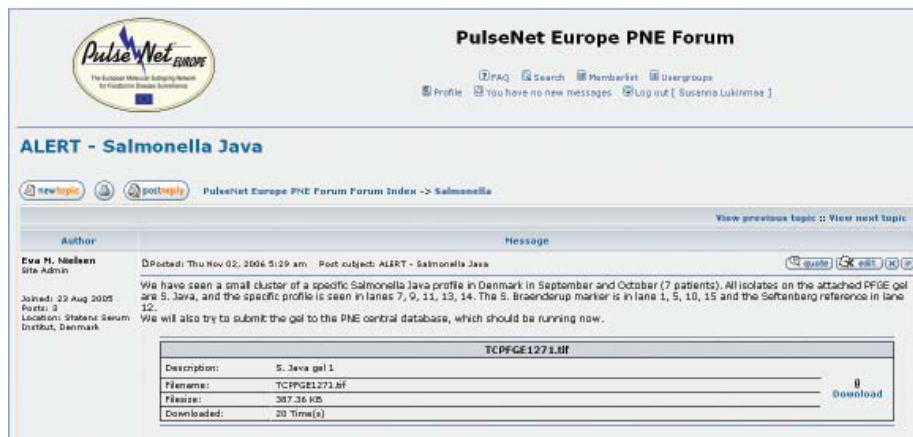 PulseNet EUROPE
The European Molecular Subtyping Network
for Foodborne Disease Surveillance
PulseNet Europe PNE Forum
FAQ Search Memberlist Usergroups
Profile You have no new messages Log out [ Susanna Lukinmaa ]
ALERT - Salmonella Java
newtopic postreply PulseNet Europe PNE Forum Forum Index -> Salmonella
View previous topic :: View next topic
Author Message
Eva M. Nielsen
Site Admin
Joined: 23 Aug 2005
Posts: 3
Location: Statens Serum
Institut, Denmark
Posted: Thu Nov 02, 2006 5:29 am Post subject: ALERT - Salmonella Java quote edit
We have seen a small cluster of a specific Salmonella Java profile in Denmark in September and October (7 patients). All isolates on the attached PFGE gel
are S. Java, and the specific profile is seen in lanes 7, 9, 11, 13, 14. The S. Braenderup marker is in lane 1, 5, 10, 15 and the Seftenberg reference in lane
12.
We will also try to submit the gel to the PNE central database, which should be running now.
TCPFGE1271.tif
Description: S. Java gel 1
Filename: TCPFGE1271.tif
Filesize: 387.36 KB
Downloaded: 20 Time(s)
Download